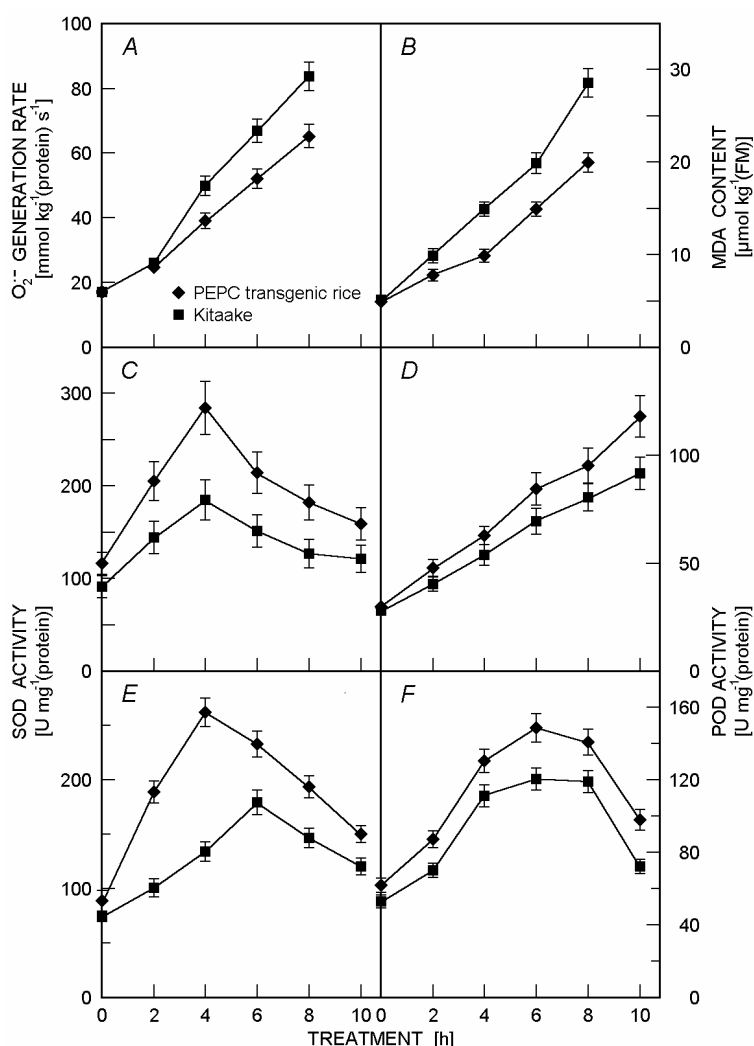 A
B
O₂·⁻ GENERATION RATE
[mmol kg⁻¹(protein) s⁻¹]
100
80
60
40
20
0
30
20
10
0
MDA CONTENT
[µmol kg⁻¹(FM)]
PEPC transgenic rice
Kitaake
C
D
300
200
100
0
100
50
0
SOD ACTIVITY
[U mg⁻¹(protein)]
POD ACTIVITY
[U mg⁻¹(protein)]
E
F
200
100
0
160
120
80
40
0
0 2 4 6 8 10 0 2 4 6 8 10
TREATMENT [h]